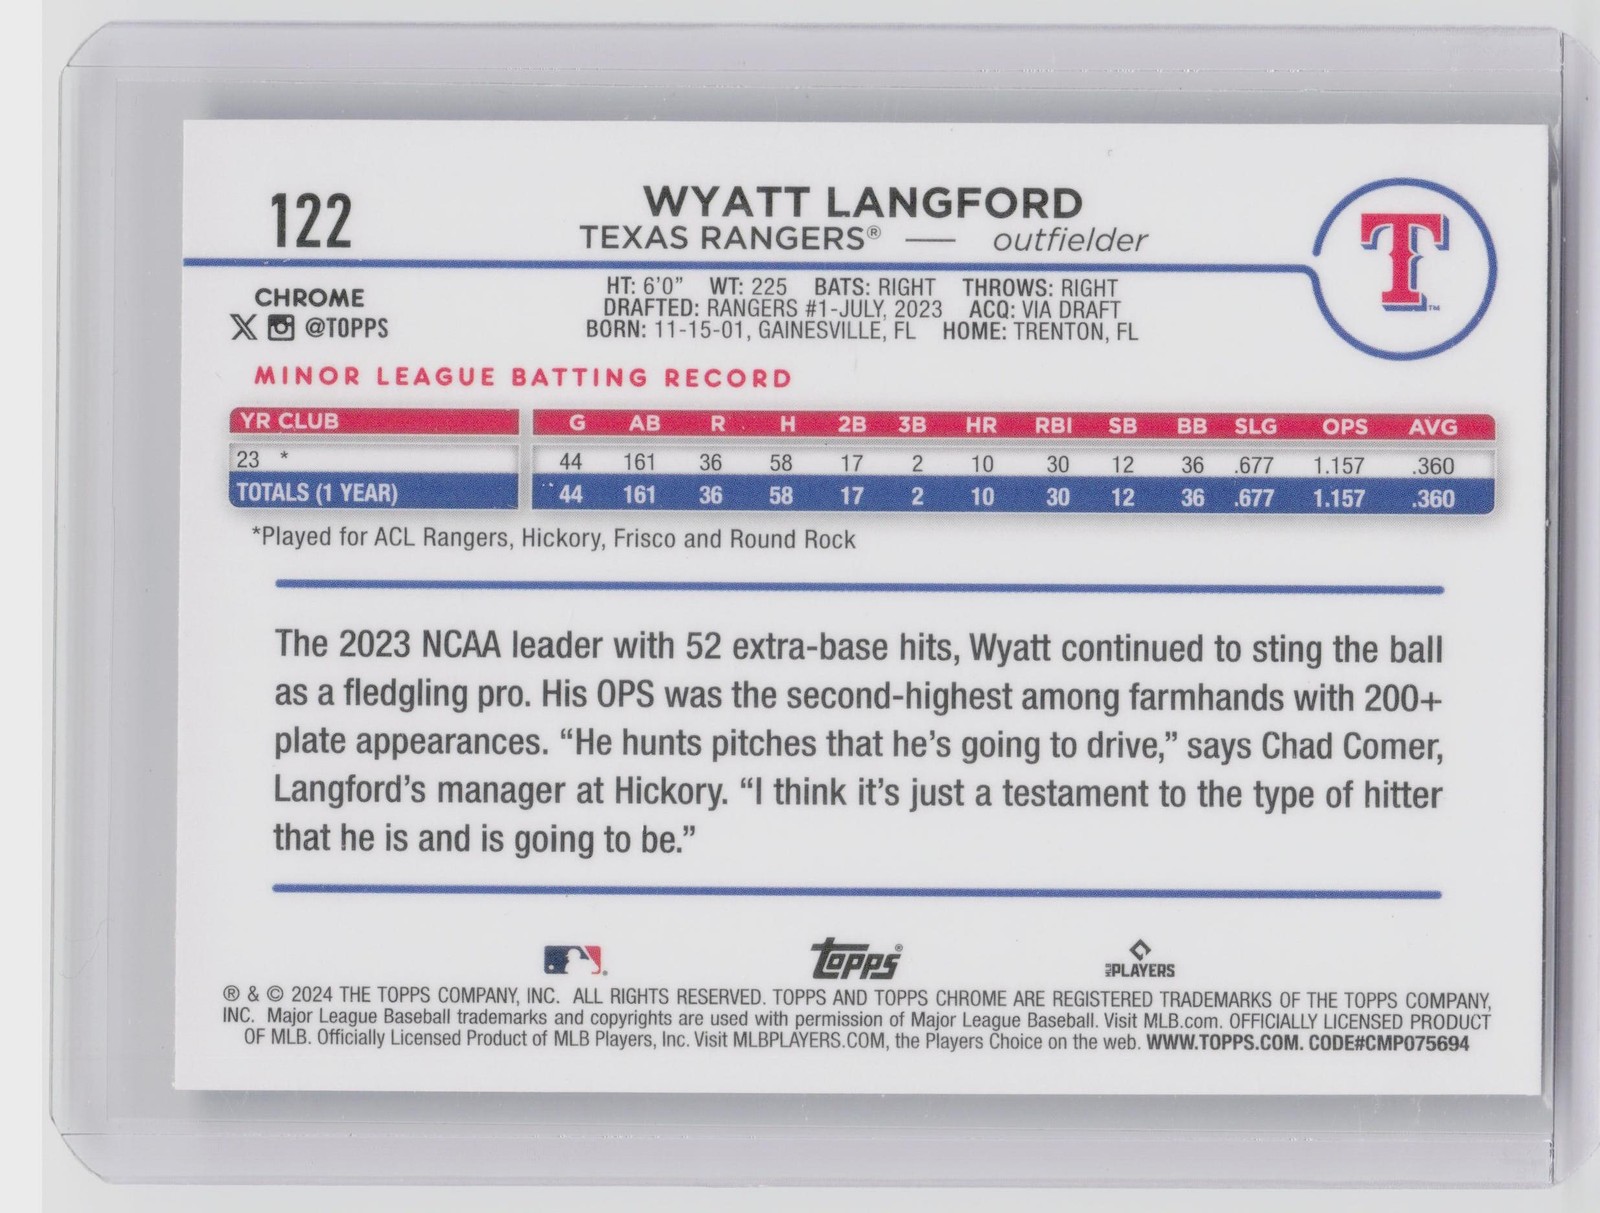 122
WYATT LANGFORD
TEXAS RANGERS® — outfielder
T™
CHROME
X @TOPPS
HT: 6'0" WT: 225 BATS: RIGHT THROWS: RIGHT
DRAFTED: RANGERS #1-JULY, 2023 ACQ: VIA DRAFT
BORN: 11-15-01, GAINESVILLE, FL HOME: TRENTON, FL
MINOR LEAGUE BATTING RECORD
YR CLUB G AB R H 2B 3B HR RBI SB BB SLG OPS AVG
23 * 44 161 36 58 17 2 10 30 12 36 .677 1.157 .360
TOTALS (1 YEAR) 44 161 36 58 17 2 10 30 12 36 .677 1.157 .360
*Played for ACL Rangers, Hickory, Frisco and Round Rock
The 2023 NCAA leader with 52 extra-base hits, Wyatt continued to sting the ball
as a fledgling pro. His OPS was the second-highest among farmhands with 200+
plate appearances. “He hunts pitches that he’s going to drive,” says Chad Comer,
Langford’s manager at Hickory. “I think it’s just a testament to the type of hitter
that he is and is going to be.”
Topps®
MLB PLAYERS
® & © 2024 THE TOPPS COMPANY, INC. ALL RIGHTS RESERVED. TOPPS AND TOPPS CHROME ARE REGISTERED TRADEMARKS OF THE TOPPS COMPANY,
INC. Major League Baseball trademarks and copyrights are used with permission of Major League Baseball. Visit MLB.com. OFFICIALLY LICENSED PRODUCT
OF MLB. Officially Licensed Product of MLB Players, Inc. Visit MLBPLAYERS.COM, the Players Choice on the web. WWW.TOPPS.COM. CODE#CMP075694